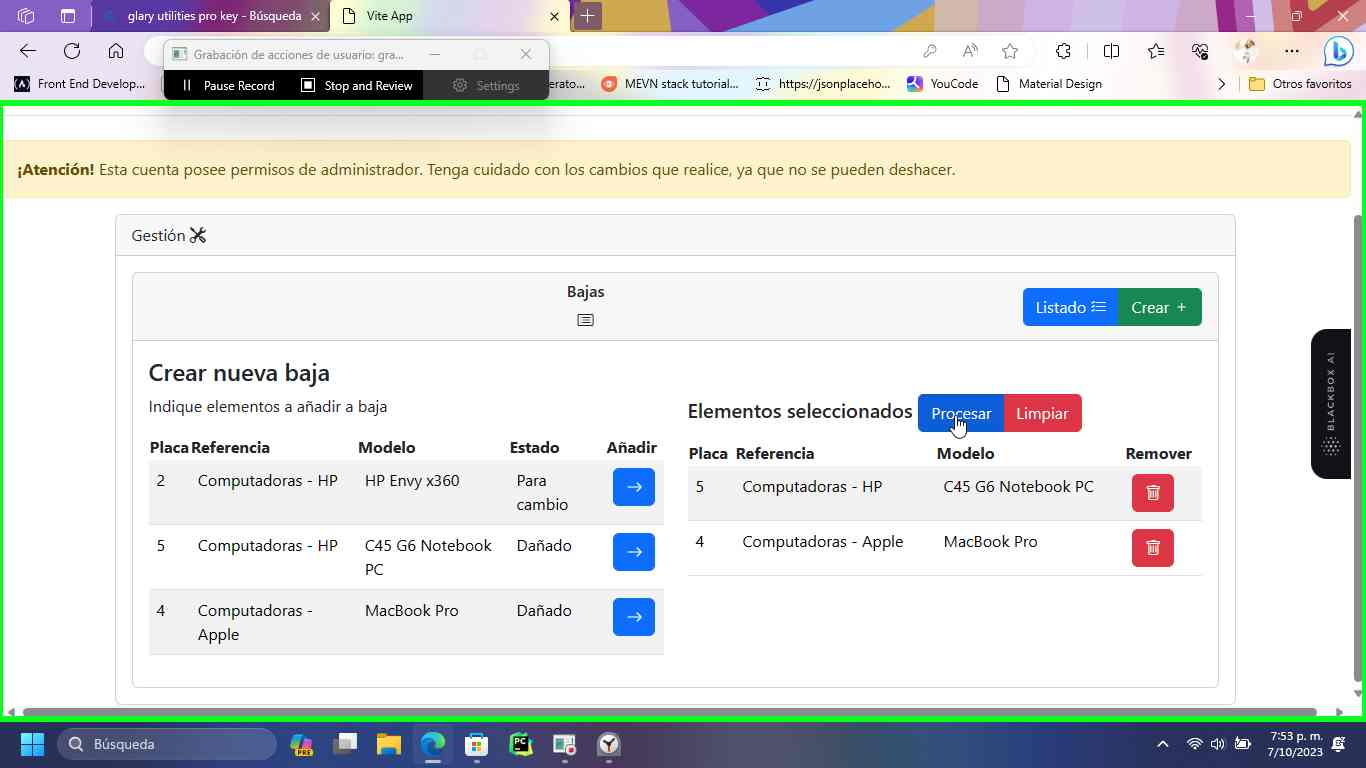 glary utilities pro key - Búsqueda
Vite App
Grabación de acciones de usuario: gra...
Pause Record
Stop and Review
Settings
Front End Develop...
erato...
MEVN stack tutorial...
https://jsonplaceho...
YouCode
Material Design
Otros favoritos
¡Atención! Esta cuenta posee permisos de administrador. Tenga cuidado con los cambios que realice, ya que no se pueden deshacer.
Gestión
Bajas
Listado
Crear +
Crear nueva baja
Indique elementos a añadir a baja
Placa Referencia Modelo Estado Añadir
2 Computadoras - HP HP Envy x360 Para
cambio
5 Computadoras - HP C45 G6 Notebook Dañado
PC
4 Computadoras - MacBook Pro Dañado
Apple
Elementos seleccionados Procesar Limpiar
Placa Referencia Modelo Remover
5 Computadoras - HP C45 G6 Notebook PC
4 Computadoras - Apple MacBook Pro
BLACKBOX AI
Búsqueda
PRE
PC
7:53 p. m.
7/10/2023